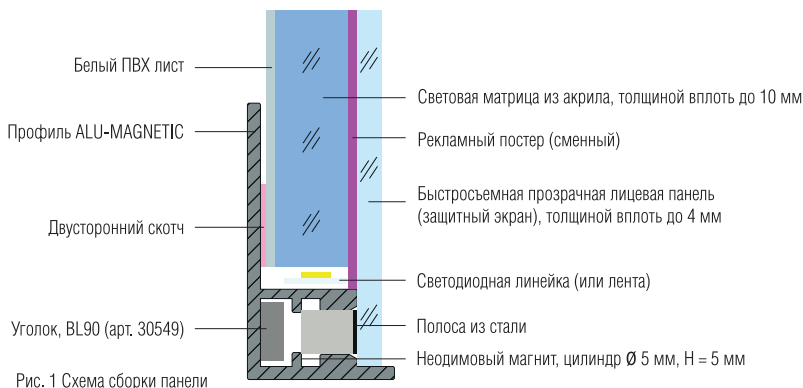 Белый ПВХ лист
Профиль ALU-MAGNETIC
Двусторонний скотч
Уголок, BL90 (арт. 30549)
Рис. 1 Схема сборки панели
Световая матрица из акрила, толщиной вплоть до 10 мм
Рекламный постер (сменный)
Быстросъемная прозрачная лицевая панель
(защитный экран), толщиной вплоть до 4 мм
Светодиодная линейка (или лента)
Полоса из стали
Неодимовый магнит, цилиндр Ø 5 мм, H = 5 мм